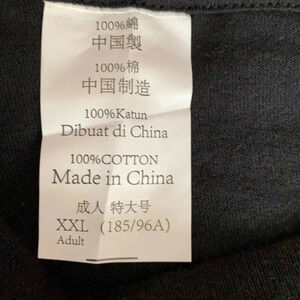 100%綿
中国製
100%棉
中国制造
100%Katun
Dibuat di China
100%COTTON
Made in China
成人 特大号
XXL (185/96A)
Adult